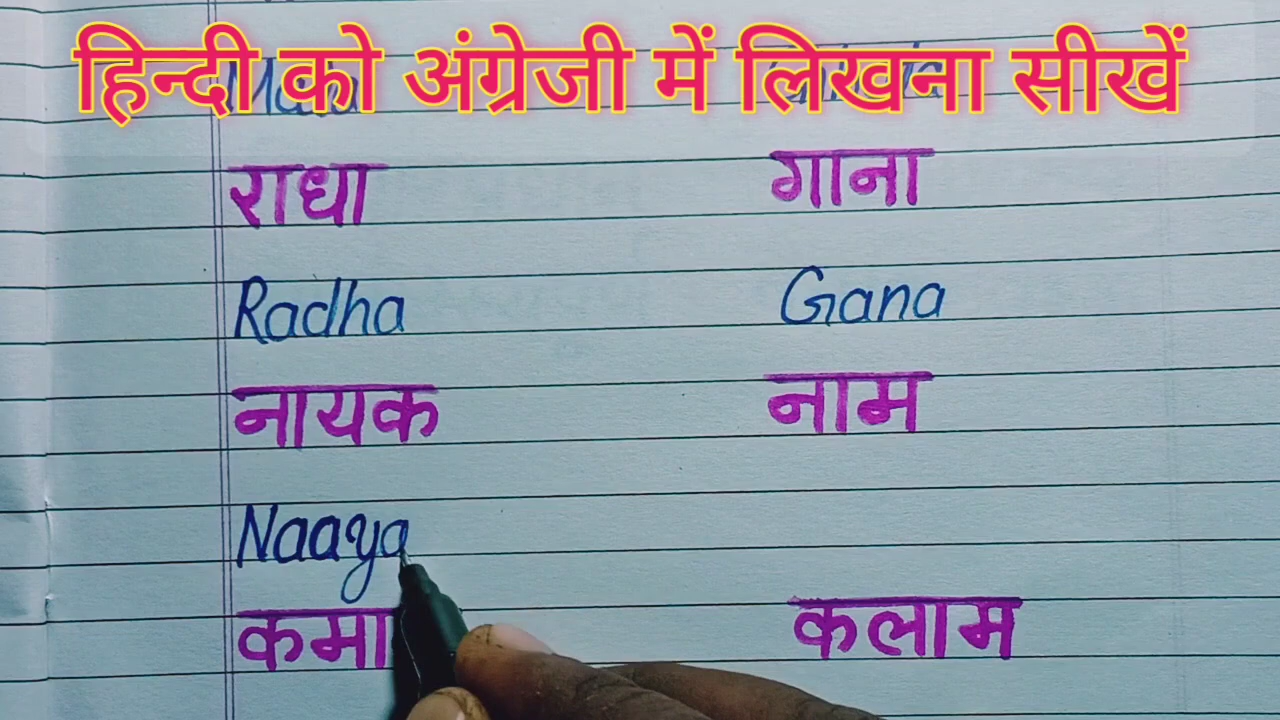 हिन्दी को अंग्रेजी में लिखना सीखें
राधा गाना
Radha Gana
नायक नाम
Naaya
कमा कलाम